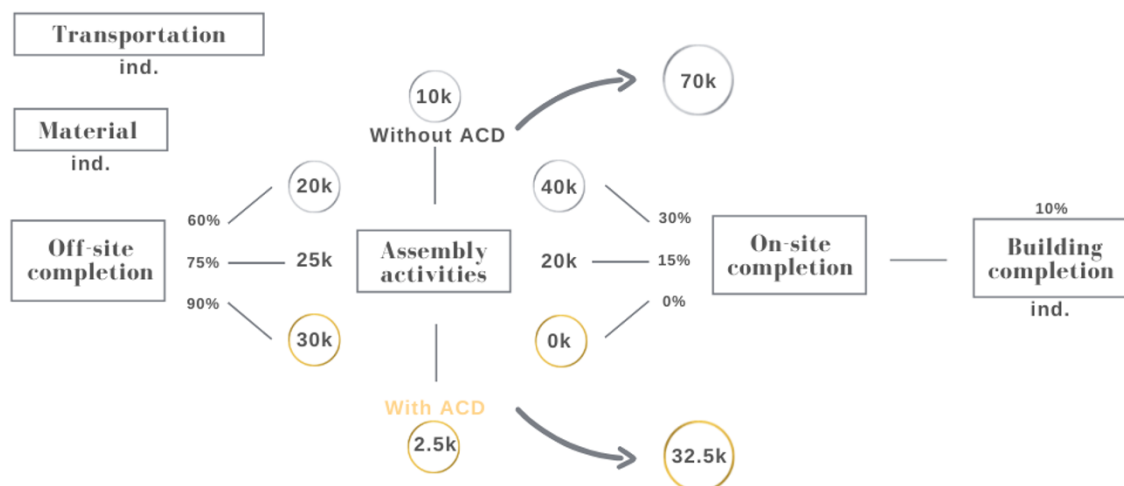 Transportation
ind.
Material
ind.
10k
Without ACD
70k
20k
60%
Off-site
completion
75%
25k
90%
30k
Assembly
activities
40k
30%
20k
15%
0%
0k
On-site
completion
10%
Building
completion
ind.
With ACD
2.5k
32.5k